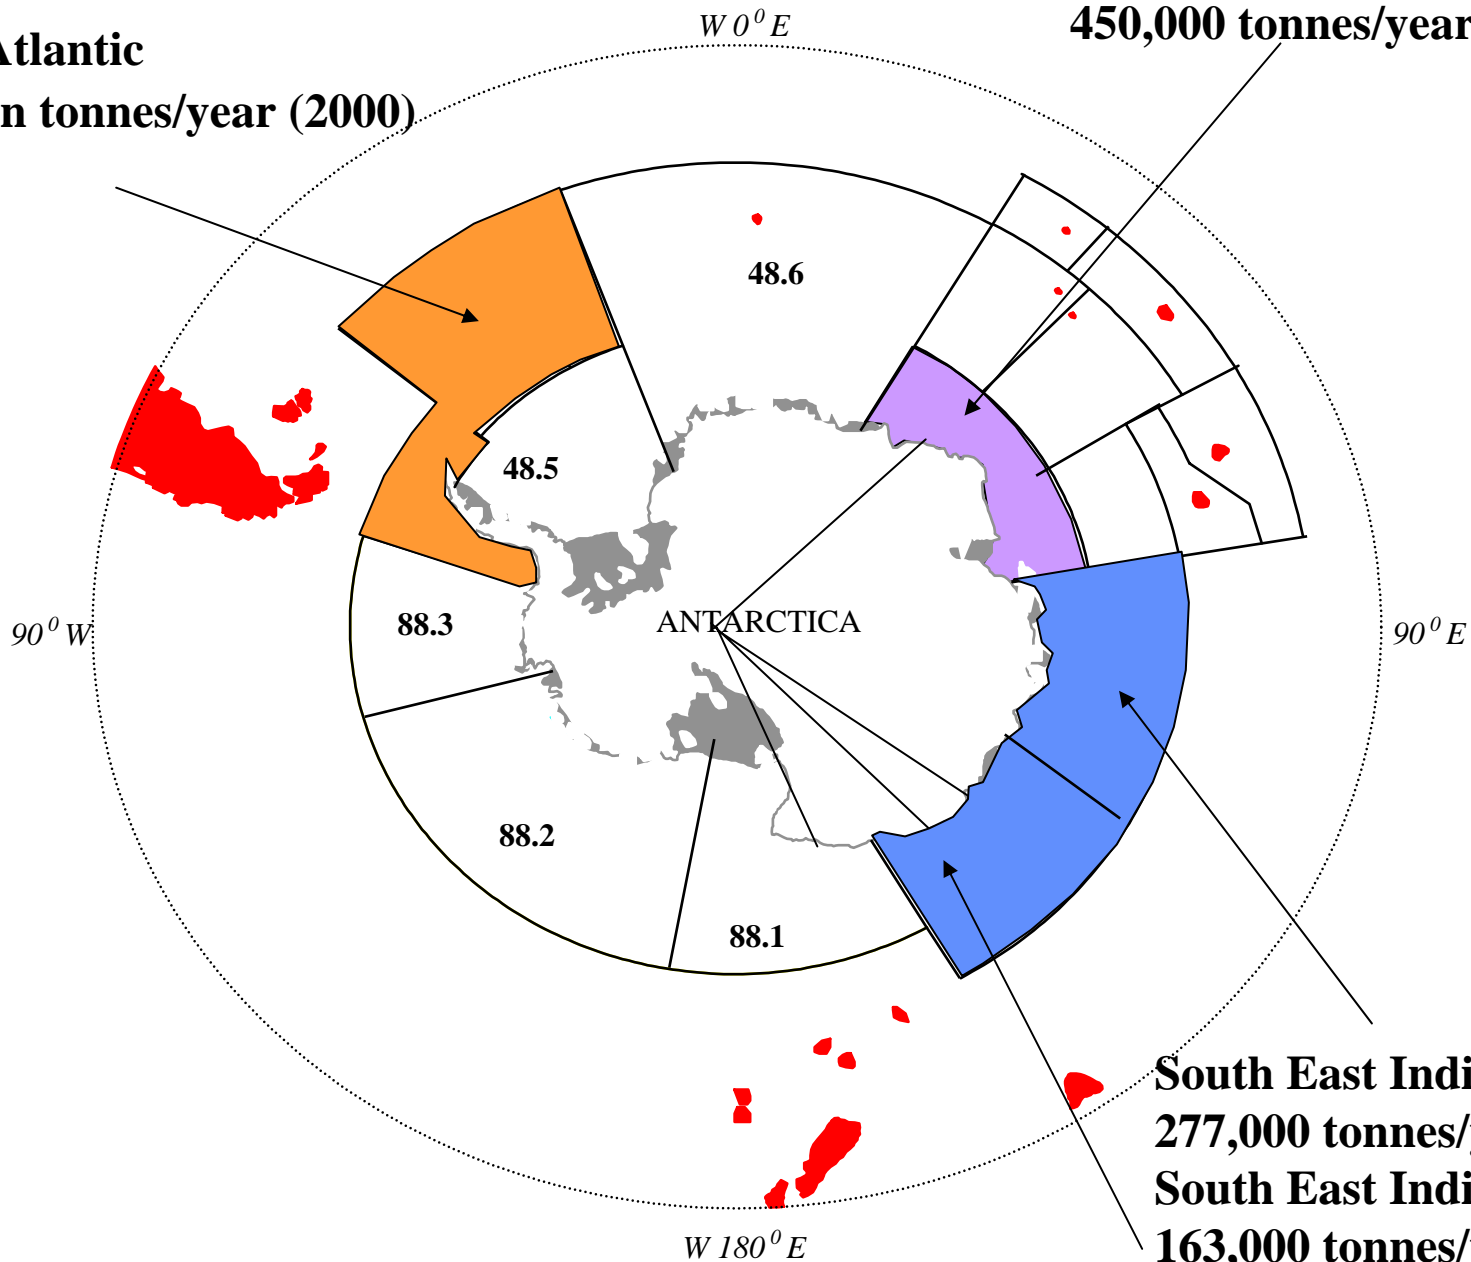 W 0⁰ E
450,000 tonnes/year
Atlantic
n tonnes/year (2000)
48.6
48.5
88.3
ANTARCTICA
90⁰ W
90⁰ E
88.2
88.1
South East Indi
277,000 tonnes/
South East Indi
163,000 tonnes/
W 180⁰ E